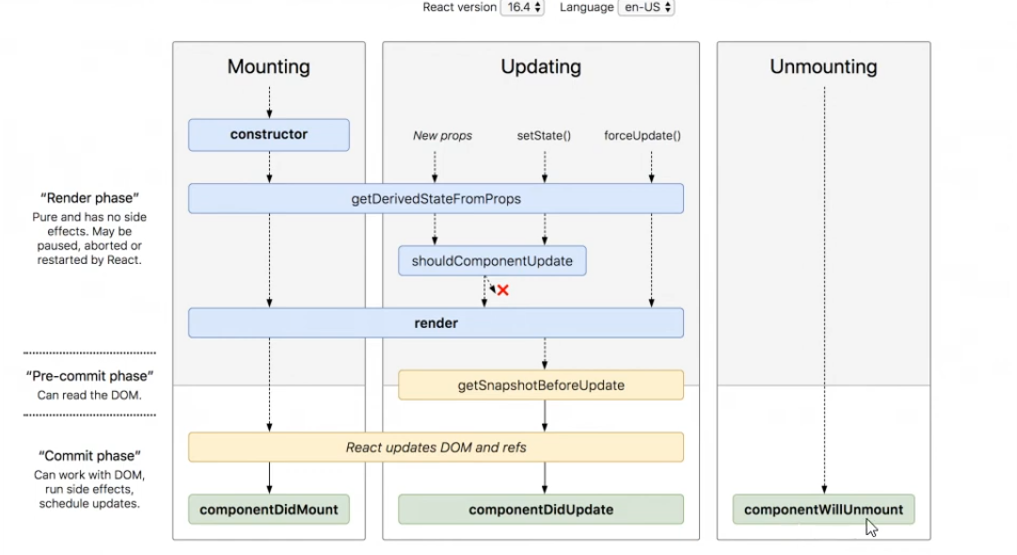 React version 16.4 Language en-US
Mounting
Updating
Unmounting
constructor
New props
setState()
forceUpdate()
"Render phase"
Pure and has no side
effects. May be
paused, aborted or
restarted by React.
getDerivedStateFromProps
shouldComponentUpdate
render
"Pre-commit phase"
Can read the DOM.
getSnapshotBeforeUpdate
"Commit phase"
Can work with DOM,
run side effects,
schedule updates.
React updates DOM and refs
componentDidMount
componentDidUpdate
componentWillUnmount